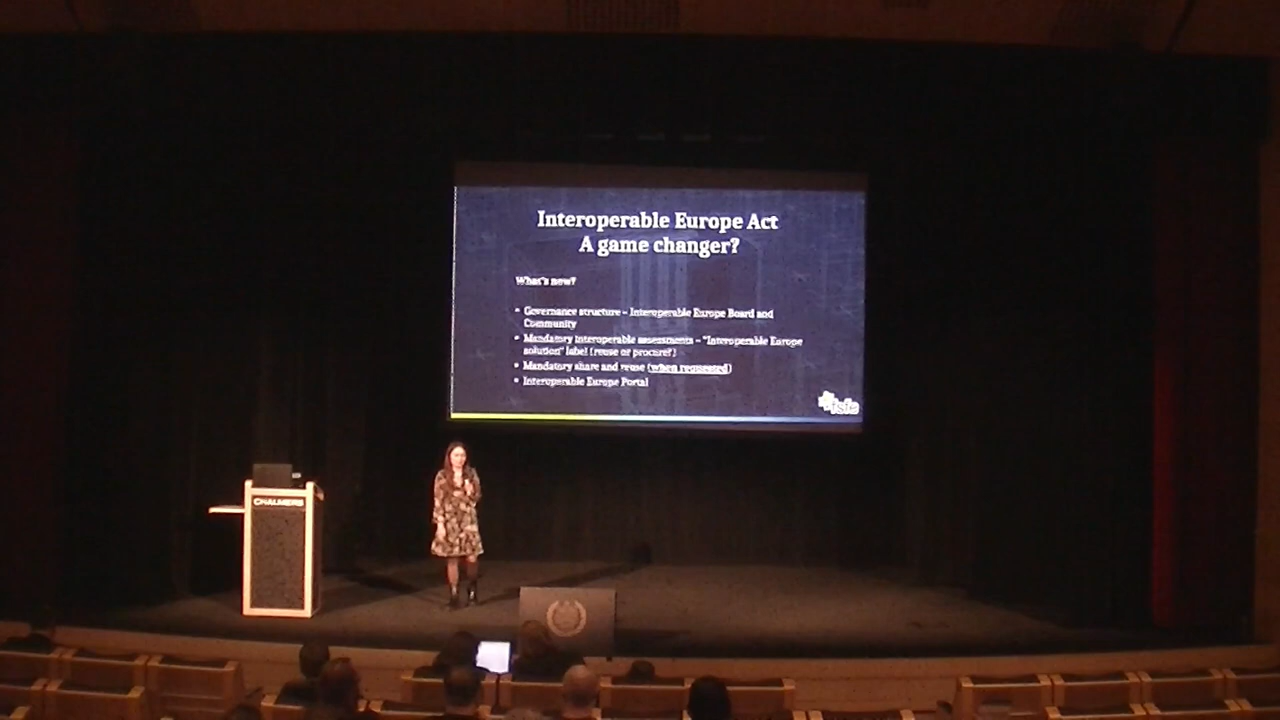 Interoperable Europe Act
A game changer?
What's new?
• Governance structure – Interoperable Europe Board and
Community
• Mandatory interoperable assessments – "Interoperable Europe
solution" label (reuse or procure?)
• Mandatory share and reuse (when requested)
• Interoperable Europe Portal
fsfe
CHALMERS